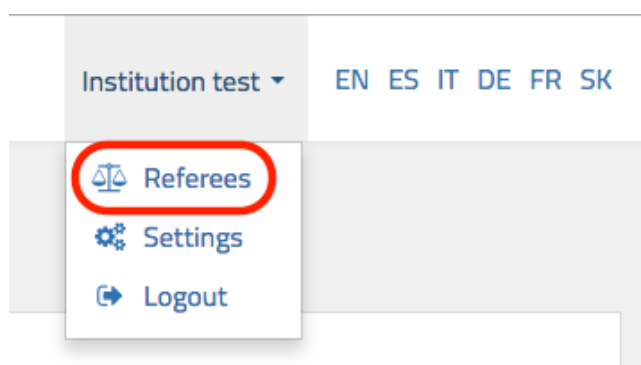 Institution test EN ES IT DE FR SK
Referees
Settings
Logout